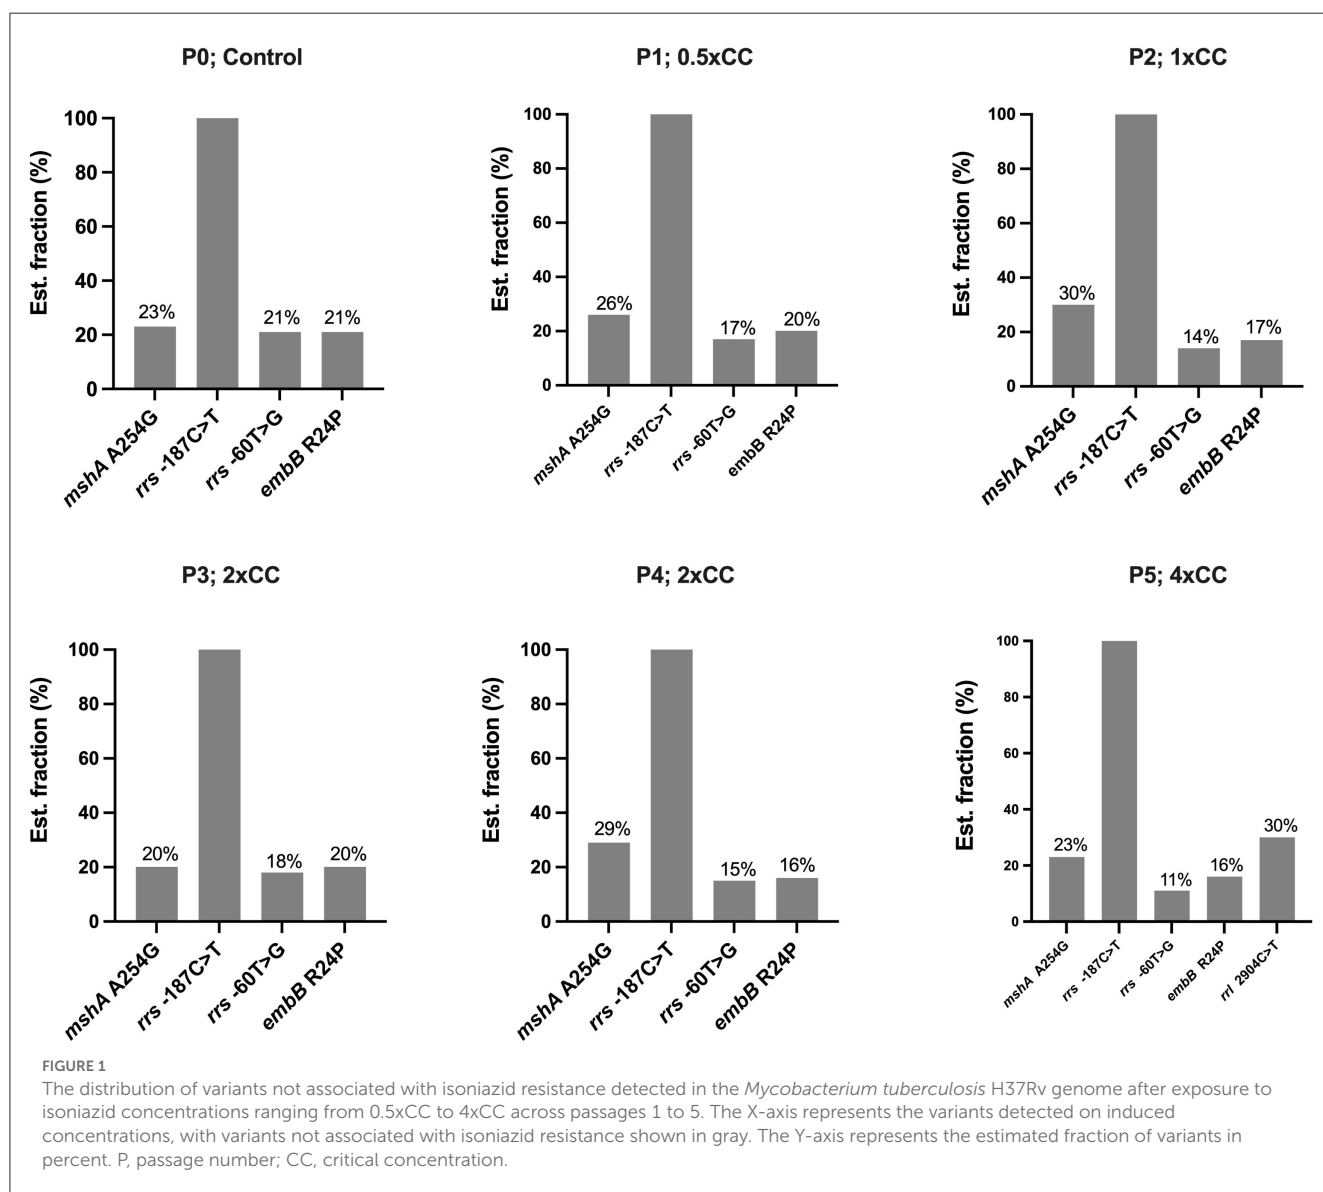 P0; Control
Est. fraction (%)
100
80
60
40
20
0
23%
21%
21%
mshA A254G
rrs -187C>T
rrs -60T>G
embB R24P
P1; 0.5xCC
Est. fraction (%)
100
80
60
40
20
0
26%
17%
20%
mshA A254G
rrs -187C>T
rrs -60T>G
embB R24P
P2; 1xCC
Est. fraction (%)
100
80
60
40
20
0
30%
14%
17%
mshA A254G
rrs -187C>T
rrs -60T>G
embB R24P
P3; 2xCC
Est. fraction (%)
100
80
60
40
20
0
20%
18%
20%
mshA A254G
rrs -187C>T
rrs -60T>G
embB R24P
P4; 2xCC
Est. fraction (%)
100
80
60
40
20
0
29%
15%
16%
mshA A254G
rrs -187C>T
rrs -60T>G
embB R24P
P5; 4xCC
Est. fraction (%)
100
80
60
40
20
0
23%
11%
16%
30%
mshA A254G
rrs -187C>T
rrs -60T>G
embB R24P
rrl 2904C>T
FIGURE 1
The distribution of variants not associated with isoniazid resistance detected in the Mycobacterium tuberculosis H37Rv genome after exposure to
isoniazid concentrations ranging from 0.5xCC to 4xCC across passages 1 to 5. The X-axis represents the variants detected on induced
concentrations, with variants not associated with isoniazid resistance shown in gray. The Y-axis represents the estimated fraction of variants in
percent. P, passage number; CC, critical concentration.